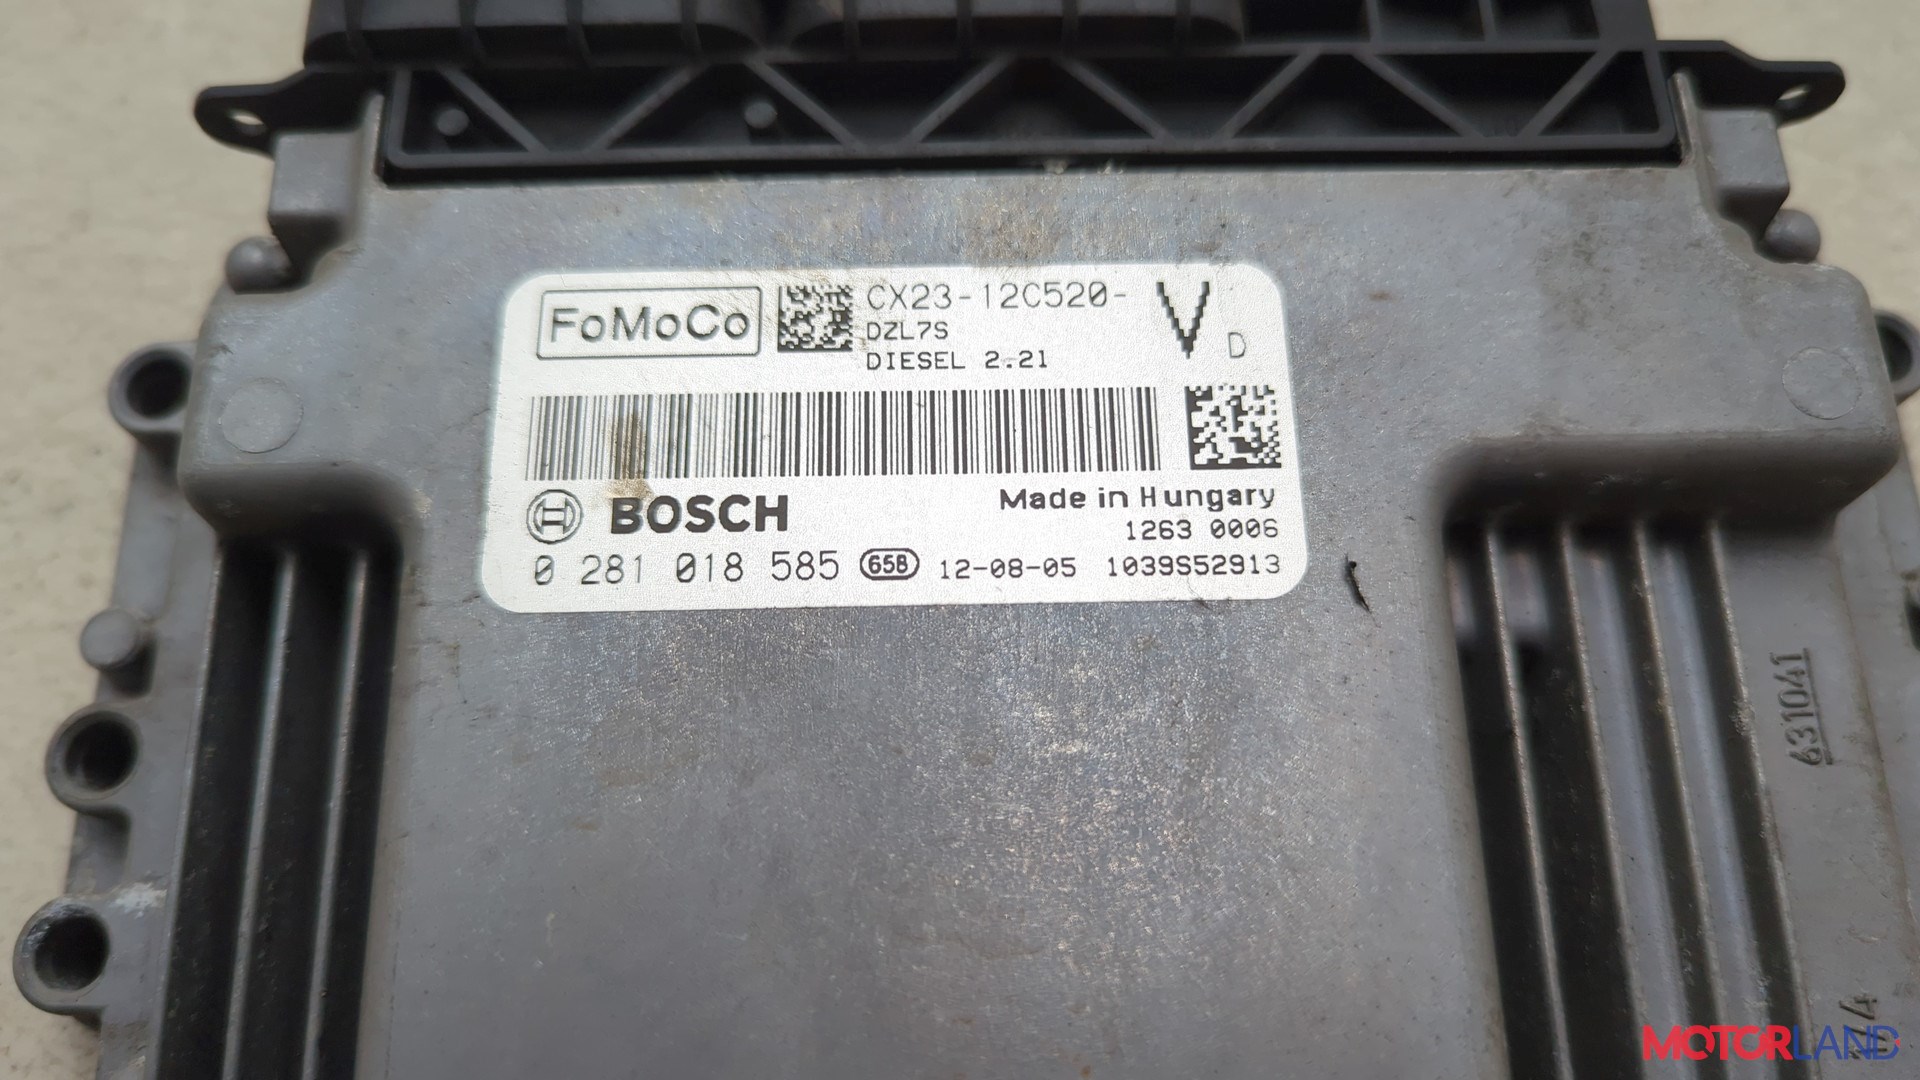 FoMoCo
CX23-12C520- V D
DZL7S
DIESEL 2.21
BOSCH
Made in Hungary
1263 0006
0 281 018 585 658 12-08-05 1039S52913
631041
MOTORLAND